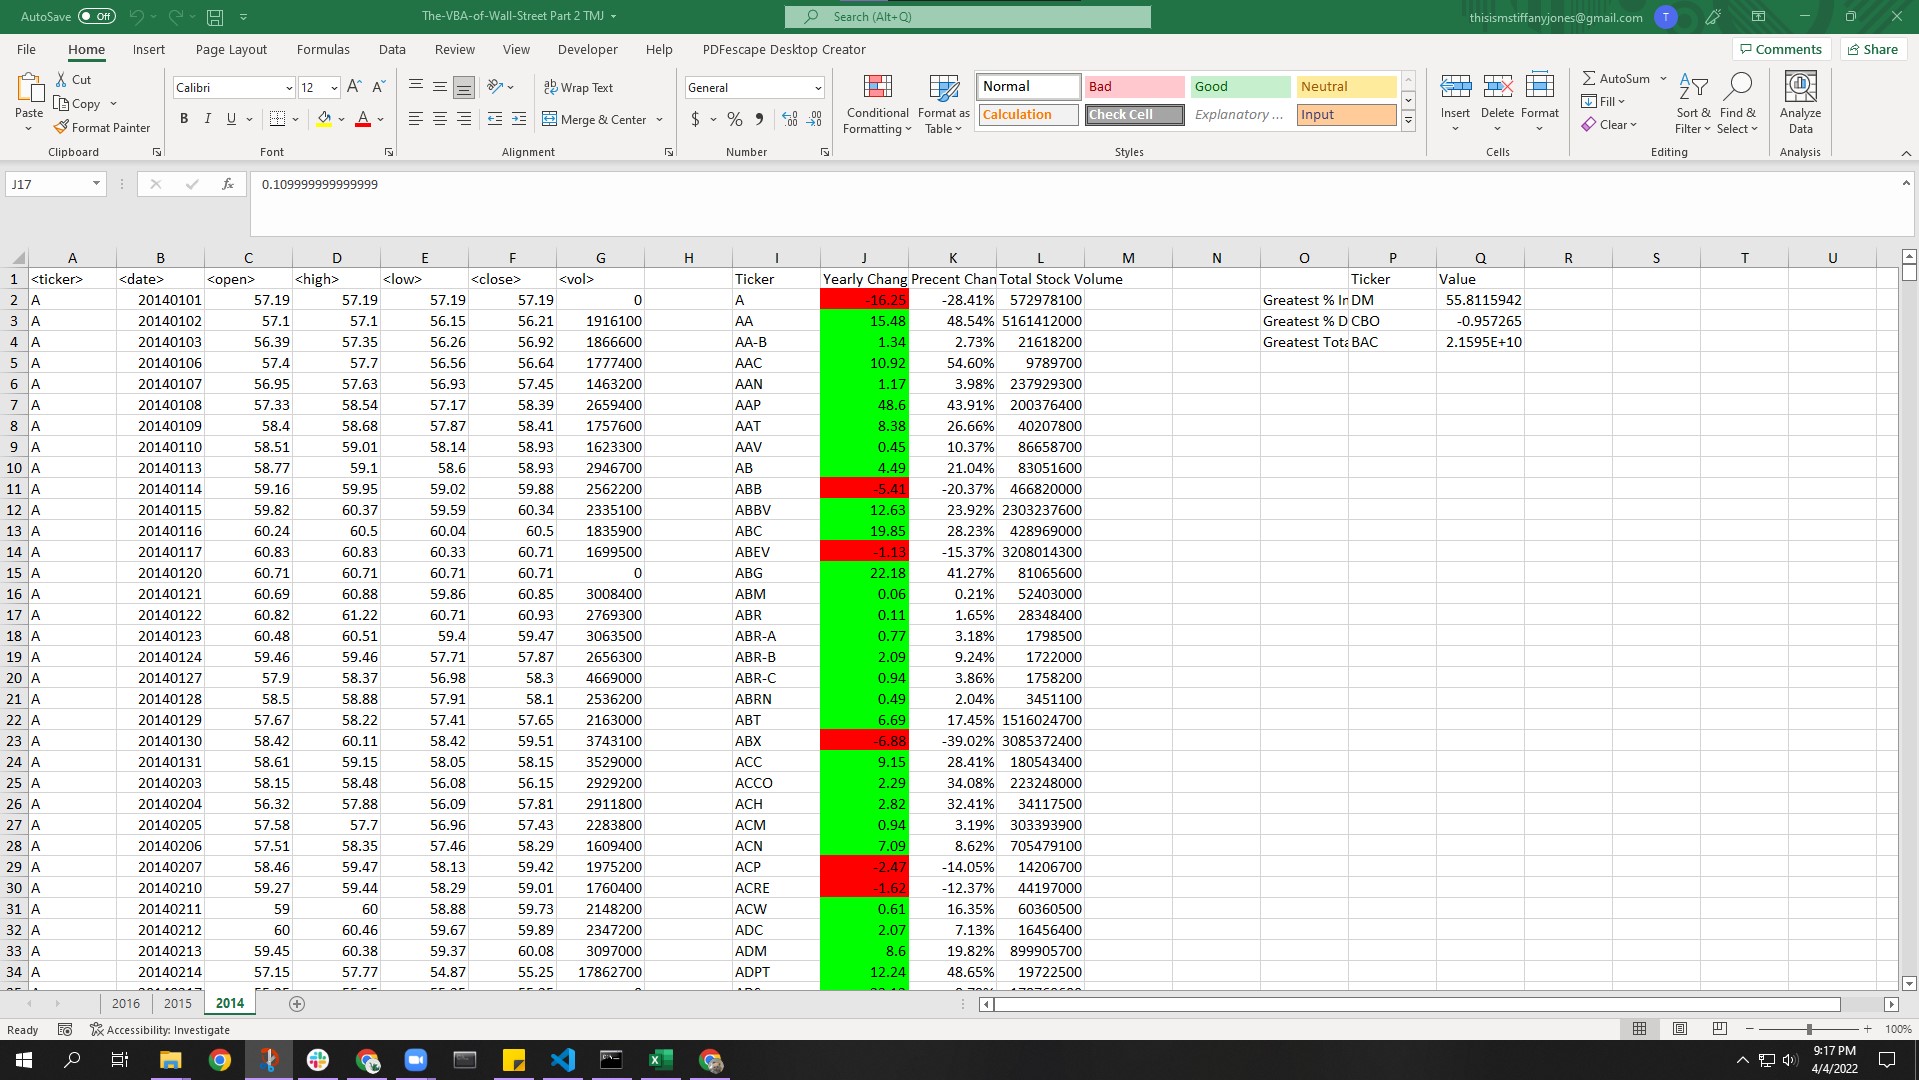 AutoSave Off The-VBA-of-Wall-Street Part 2 TMJ Search (Alt+Q) thisismstiffanyjones@gmail.com T
File Home Insert Page Layout Formulas Data Review View Developer Help PDFescape Desktop Creator Comments Share
Paste Cut Copy Format Painter Clipboard
Calibri 12 B I U Font
Wrap Text Merge & Center Alignment
General $ % Number
Conditional Formatting Format as Table
Normal Bad Good Neutral
Calculation Check Cell Explanatory ... Input
Styles
Insert Delete Format Cells
AutoSum Fill Clear Sort & Filter Find & Select Editing
Analyze Data Analysis
J17 fx 0.109999999999999
A B C D E F G H I J K L M N O P Q R S T U
1 <ticker> <date> <open> <high> <low> <close> <vol> Ticker Yearly Chang Precent Chan Total Stock Volume Ticker Value
2 A 20140101 57.19 57.19 57.19 57.19 0 A -16.25 -28.41% 572978100 Greatest % In DM 55.8115942
3 A 20140102 57.1 57.1 56.15 56.21 1916100 AA 15.48 48.54% 5161412000 Greatest % D CBO -0.957265
4 A 20140103 56.39 57.35 56.26 56.92 1866600 AA-B 1.34 2.73% 21618200 Greatest Tota BAC 2.1595E+10
5 A 20140106 57.4 57.7 56.56 56.64 1777400 AAC 10.92 54.60% 9789700
6 A 20140107 56.95 57.63 56.93 57.45 1463200 AAN 1.17 3.98% 237929300
7 A 20140108 57.33 58.54 57.17 58.39 2659400 AAP 48.6 43.91% 200376400
8 A 20140109 58.4 58.68 57.87 58.41 1757600 AAT 8.38 26.66% 40207800
9 A 20140110 58.51 59.01 58.14 58.93 1623300 AAV 0.45 10.37% 86658700
10 A 20140113 58.77 59.1 58.6 58.93 2946700 AB 4.49 21.04% 83051600
11 A 20140114 59.16 59.95 59.02 59.88 2562200 ABB -5.41 -20.37% 466820000
12 A 20140115 59.82 60.37 59.59 60.34 2335100 ABBV 12.63 23.92% 2303237600
13 A 20140116 60.24 60.5 60.04 60.5 1835900 ABC 19.85 28.23% 428969000
14 A 20140117 60.83 60.83 60.33 60.71 1699500 ABEV -1.13 -15.37% 3208014300
15 A 20140120 60.71 60.71 60.71 60.71 0 ABG 22.18 41.27% 81065600
16 A 20140121 60.69 60.88 59.86 60.85 3008400 ABM 0.06 0.21% 52403000
17 A 20140122 60.82 61.22 60.71 60.93 2769300 ABR 0.11 1.65% 28348400
18 A 20140123 60.48 60.51 59.4 59.47 3063500 ABR-A 0.77 3.18% 1798500
19 A 20140124 59.46 59.46 57.71 57.87 2656300 ABR-B 2.09 9.24% 1722000
20 A 20140127 57.9 58.37 56.98 58.3 4669000 ABR-C 0.94 3.86% 1758200
21 A 20140128 58.5 58.88 57.91 58.1 2536200 ABRN 0.49 2.04% 3451100
22 A 20140129 57.67 58.22 57.41 57.65 2163000 ABT 6.69 17.45% 1516024700
23 A 20140130 58.42 60.11 58.42 59.51 3743100 ABX -6.88 -39.02% 3085372400
24 A 20140131 58.61 59.15 58.05 58.15 3529000 ACC 9.15 28.41% 180543400
25 A 20140203 58.15 58.48 56.08 56.15 2929200 ACCO 2.29 34.08% 223248000
26 A 20140204 56.32 57.88 56.09 57.81 2911800 ACH 2.82 32.41% 34117500
27 A 20140205 57.58 57.7 56.96 57.43 2283800 ACM 0.94 3.19% 303393900
28 A 20140206 57.51 58.35 57.46 58.29 1609400 ACN 7.09 8.62% 705479100
29 A 20140207 58.46 59.47 58.13 59.42 1975200 ACP -2.47 -14.05% 14206700
30 A 20140210 59.27 59.44 58.29 59.01 1760400 ACRE -1.62 -12.37% 44197000
31 A 20140211 59 60 58.88 59.73 2148200 ACW 0.61 16.35% 60360500
32 A 20140212 60 60.46 59.67 59.89 2347200 ADC 2.07 7.13% 16456400
33 A 20140213 59.45 60.38 59.37 60.08 3097000 ADM 8.6 19.82% 899905700
34 A 20140214 57.15 57.77 54.87 55.25 17862700 ADPT 12.24 48.65% 19722500
2016 2015 2014
Ready Accessibility: Investigate 100%
9:17 PM
4/4/2022